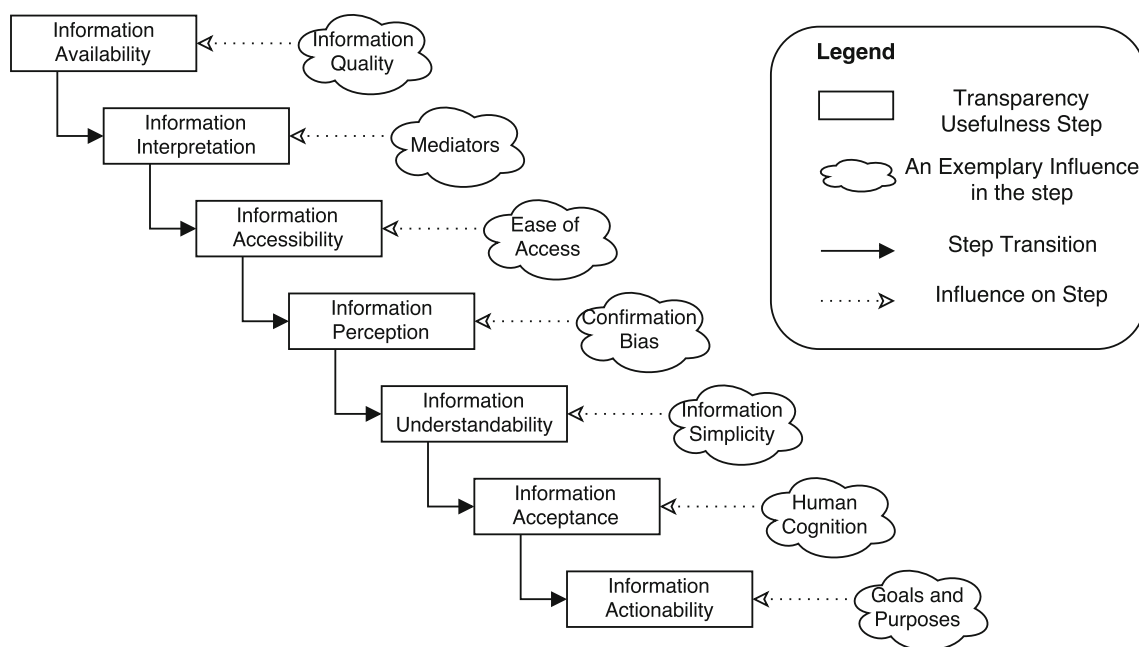 Information
Availability
Information
Quality
Information
Interpretation
Mediators
Information
Accessibility
Ease of
Access
Information
Perception
Confirmation
Bias
Information
Understandability
Information
Simplicity
Information
Acceptance
Human
Cognition
Information
Actionability
Goals and
Purposes
Legend
Transparency
Usefulness Step
An Exemplary Influence
in the step
Step Transition
Influence on Step